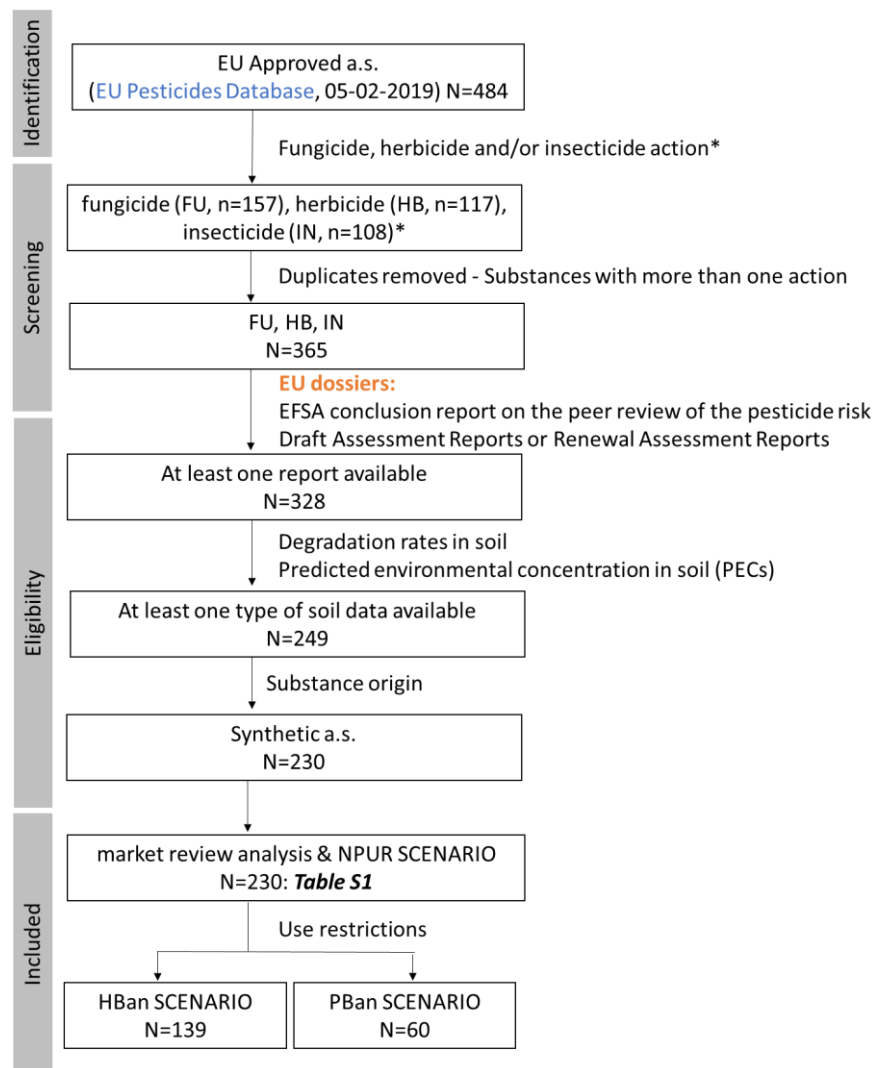 Identification
EU Approved a.s.
(EU Pesticides Database, 05-02-2019) N=484
Fungicide, herbicide and/or insecticide action*
Screening
fungicide (FU, n=157), herbicide (HB, n=117),
insecticide (IN, n=108)*
Duplicates removed - Substances with more than one action
FU, HB, IN
N=365
EU dossiers:
EFSA conclusion report on the peer review of the pesticide risk
Draft Assessment Reports or Renewal Assessment Reports
Eligibility
At least one report available
N=328
Degradation rates in soil
Predicted environmental concentration in soil (PECs)
At least one type of soil data available
N=249
Substance origin
Synthetic a.s.
N=230
Included
market review analysis & NPUR SCENARIO
N=230: Table S1
Use restrictions
HBan SCENARIO
N=139
PBan SCENARIO
N=60